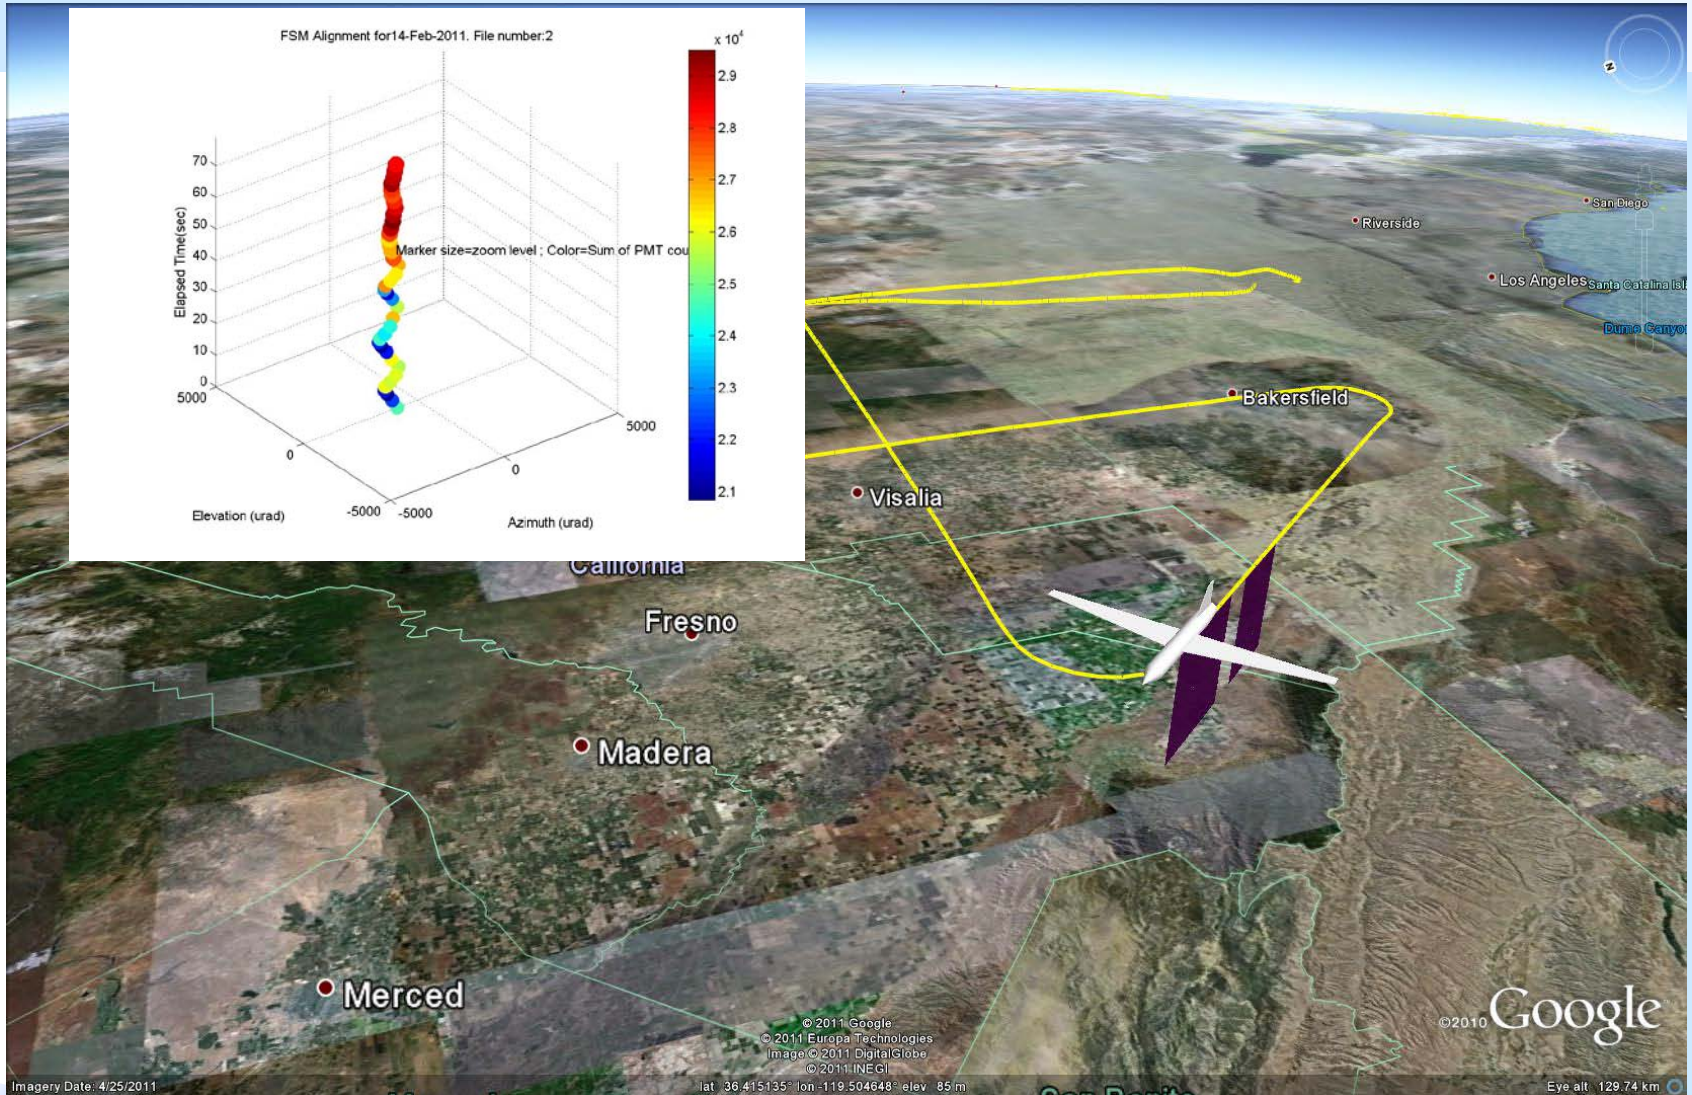 FSM Alignment for14-Feb-2011. File number:2
x 10⁴
2.9
2.8
2.7
2.6
2.5
2.4
2.3
2.2
2.1
70
60
50
40
30
20
10
0
Elapsed Time(sec)
Marker size=zoom level ; Color=Sum of PMT cou
5000
0
-5000
Elevation (urad)
-5000
0
5000
Azimuth (urad)
N
San Diego
Riverside
Los Angeles
Santa Catalina Isl
Dume Canyo
Bakersfield
Visalia
California
Fresno
Madera
Merced
©2010 Google
© 2011 Google
© 2011 Europa Technologies
Image © 2011 DigitalGlobe
© 2011 INEGI
Imagery Date: 4/25/2011
lat 36.415135° lon -119.504648° elev 85 m
San Benito
Eye alt 129.74 km